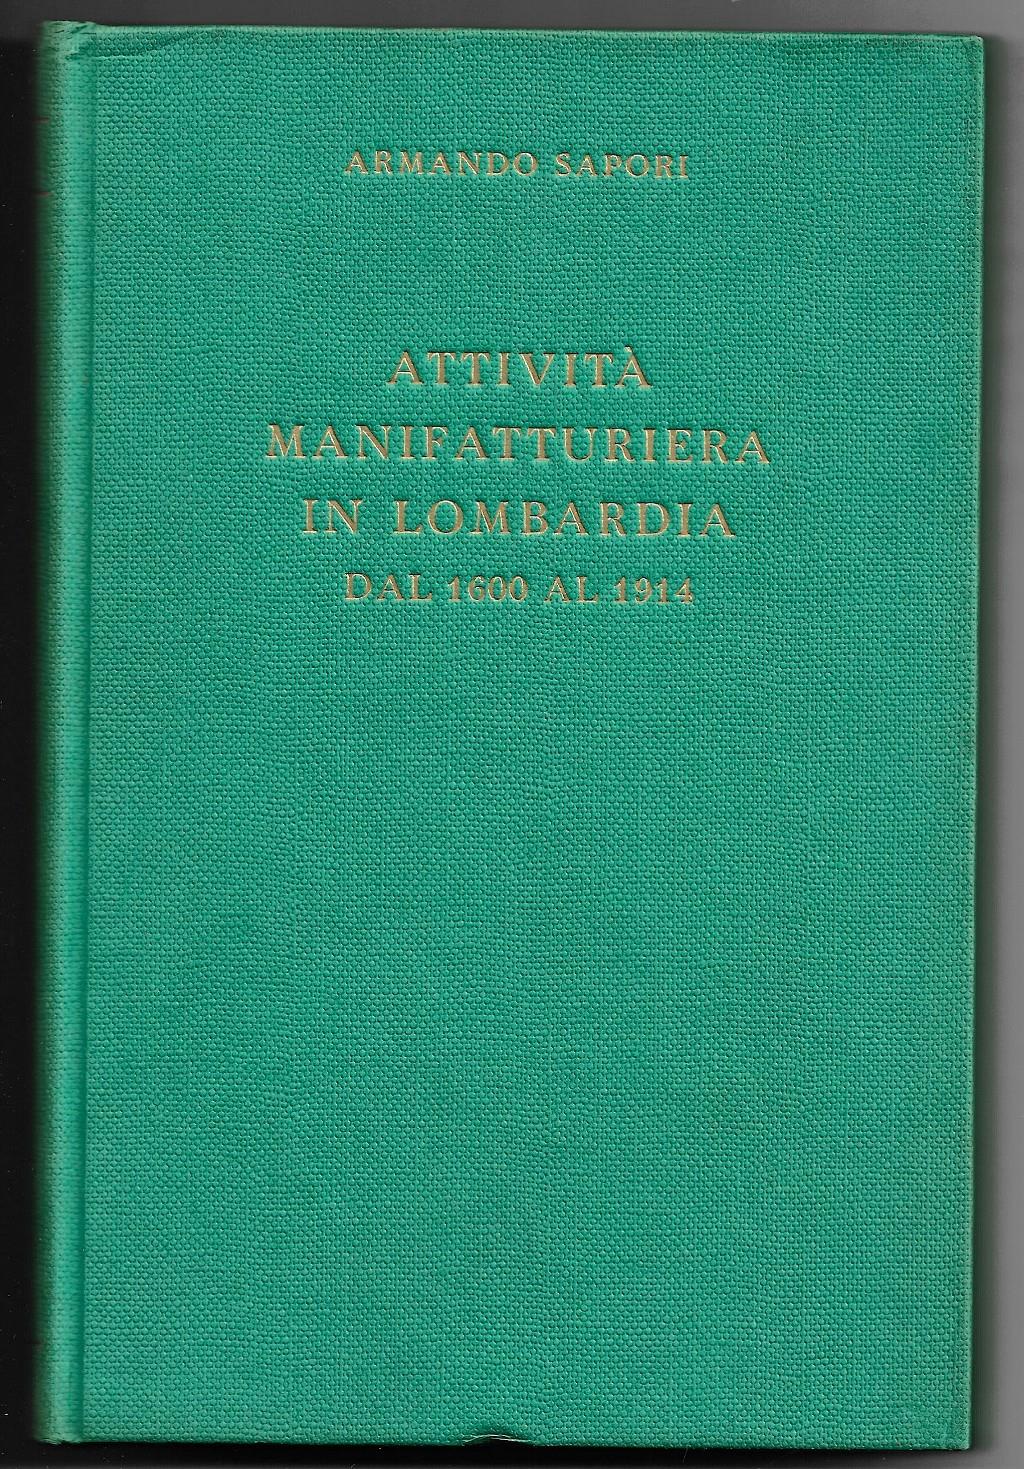 ARMANDO SAPORI
ATTIVITÀ
MANIFATTURIERA
IN LOMBARDIA
DAL 1600 AL 1914